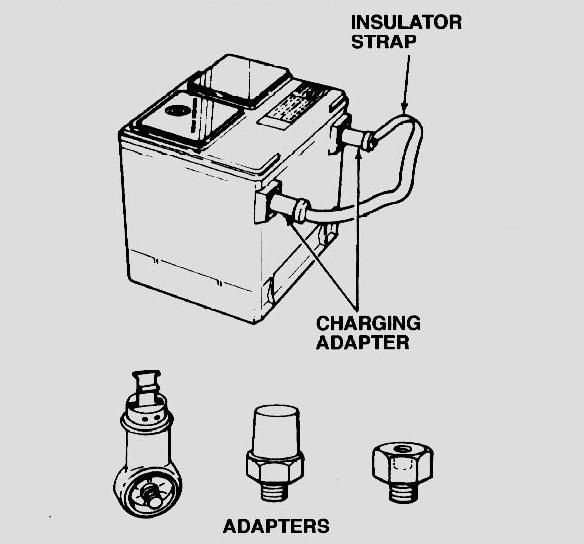 INSULATOR
STRAP
CHARGING
ADAPTER
ADAPTERS